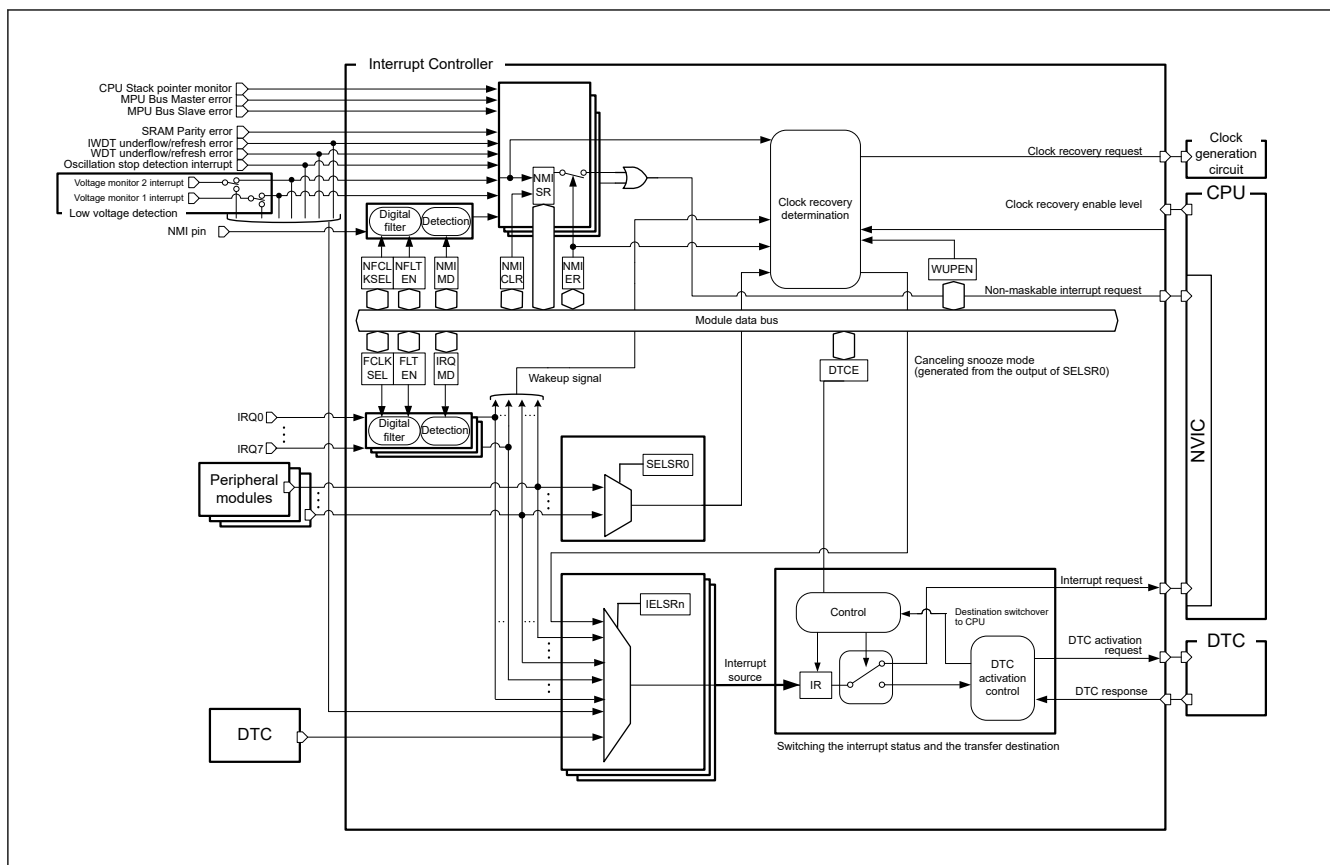 Interrupt Controller
CPU Stack pointer monitor
MPU Bus Master error
MPU Bus Slave error
SRAM Parity error
IWDT underflow/refresh error
WDT underflow/refresh error
Oscillation stop detection interrupt
Voltage monitor 2 interrupt
Voltage monitor 1 interrupt
Low voltage detection
NMI pin
Digital
filter
Detection
NFCL
KSEL
NFLT
EN
NMI
MD
NMI
SR
NMI
CLR
NMI
ER
Clock recovery
determination
Clock recovery request
Clock
generation
circuit
Clock recovery enable level
CPU
WUPEN
Non-maskable interrupt request
Module data bus
FCLK
SEL
FLT
EN
IRQ
MD
Wakeup signal
DTCE
Canceling snooze mode
(generated from the output of SELSR0)
NVIC
IRQ0
IRQ7
Digital
filter
Detection
Peripheral
modules
SELSR0
IELSRn
Interrupt
source
Control
Destination switchover
to CPU
IR
DTC
activation
control
Interrupt request
DTC activation
request
DTC response
DTC
DTC
Switching the interrupt status and the transfer destination